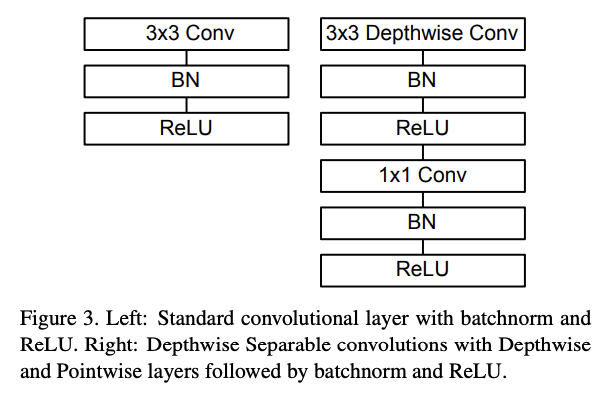 3x3 Conv
BN
ReLU
3x3 Depthwise Conv
BN
ReLU
1x1 Conv
BN
ReLU
Figure 3. Left: Standard convolutional layer with batchnorm and
ReLU. Right: Depthwise Separable convolutions with Depthwise
and Pointwise layers followed by batchnorm and ReLU.